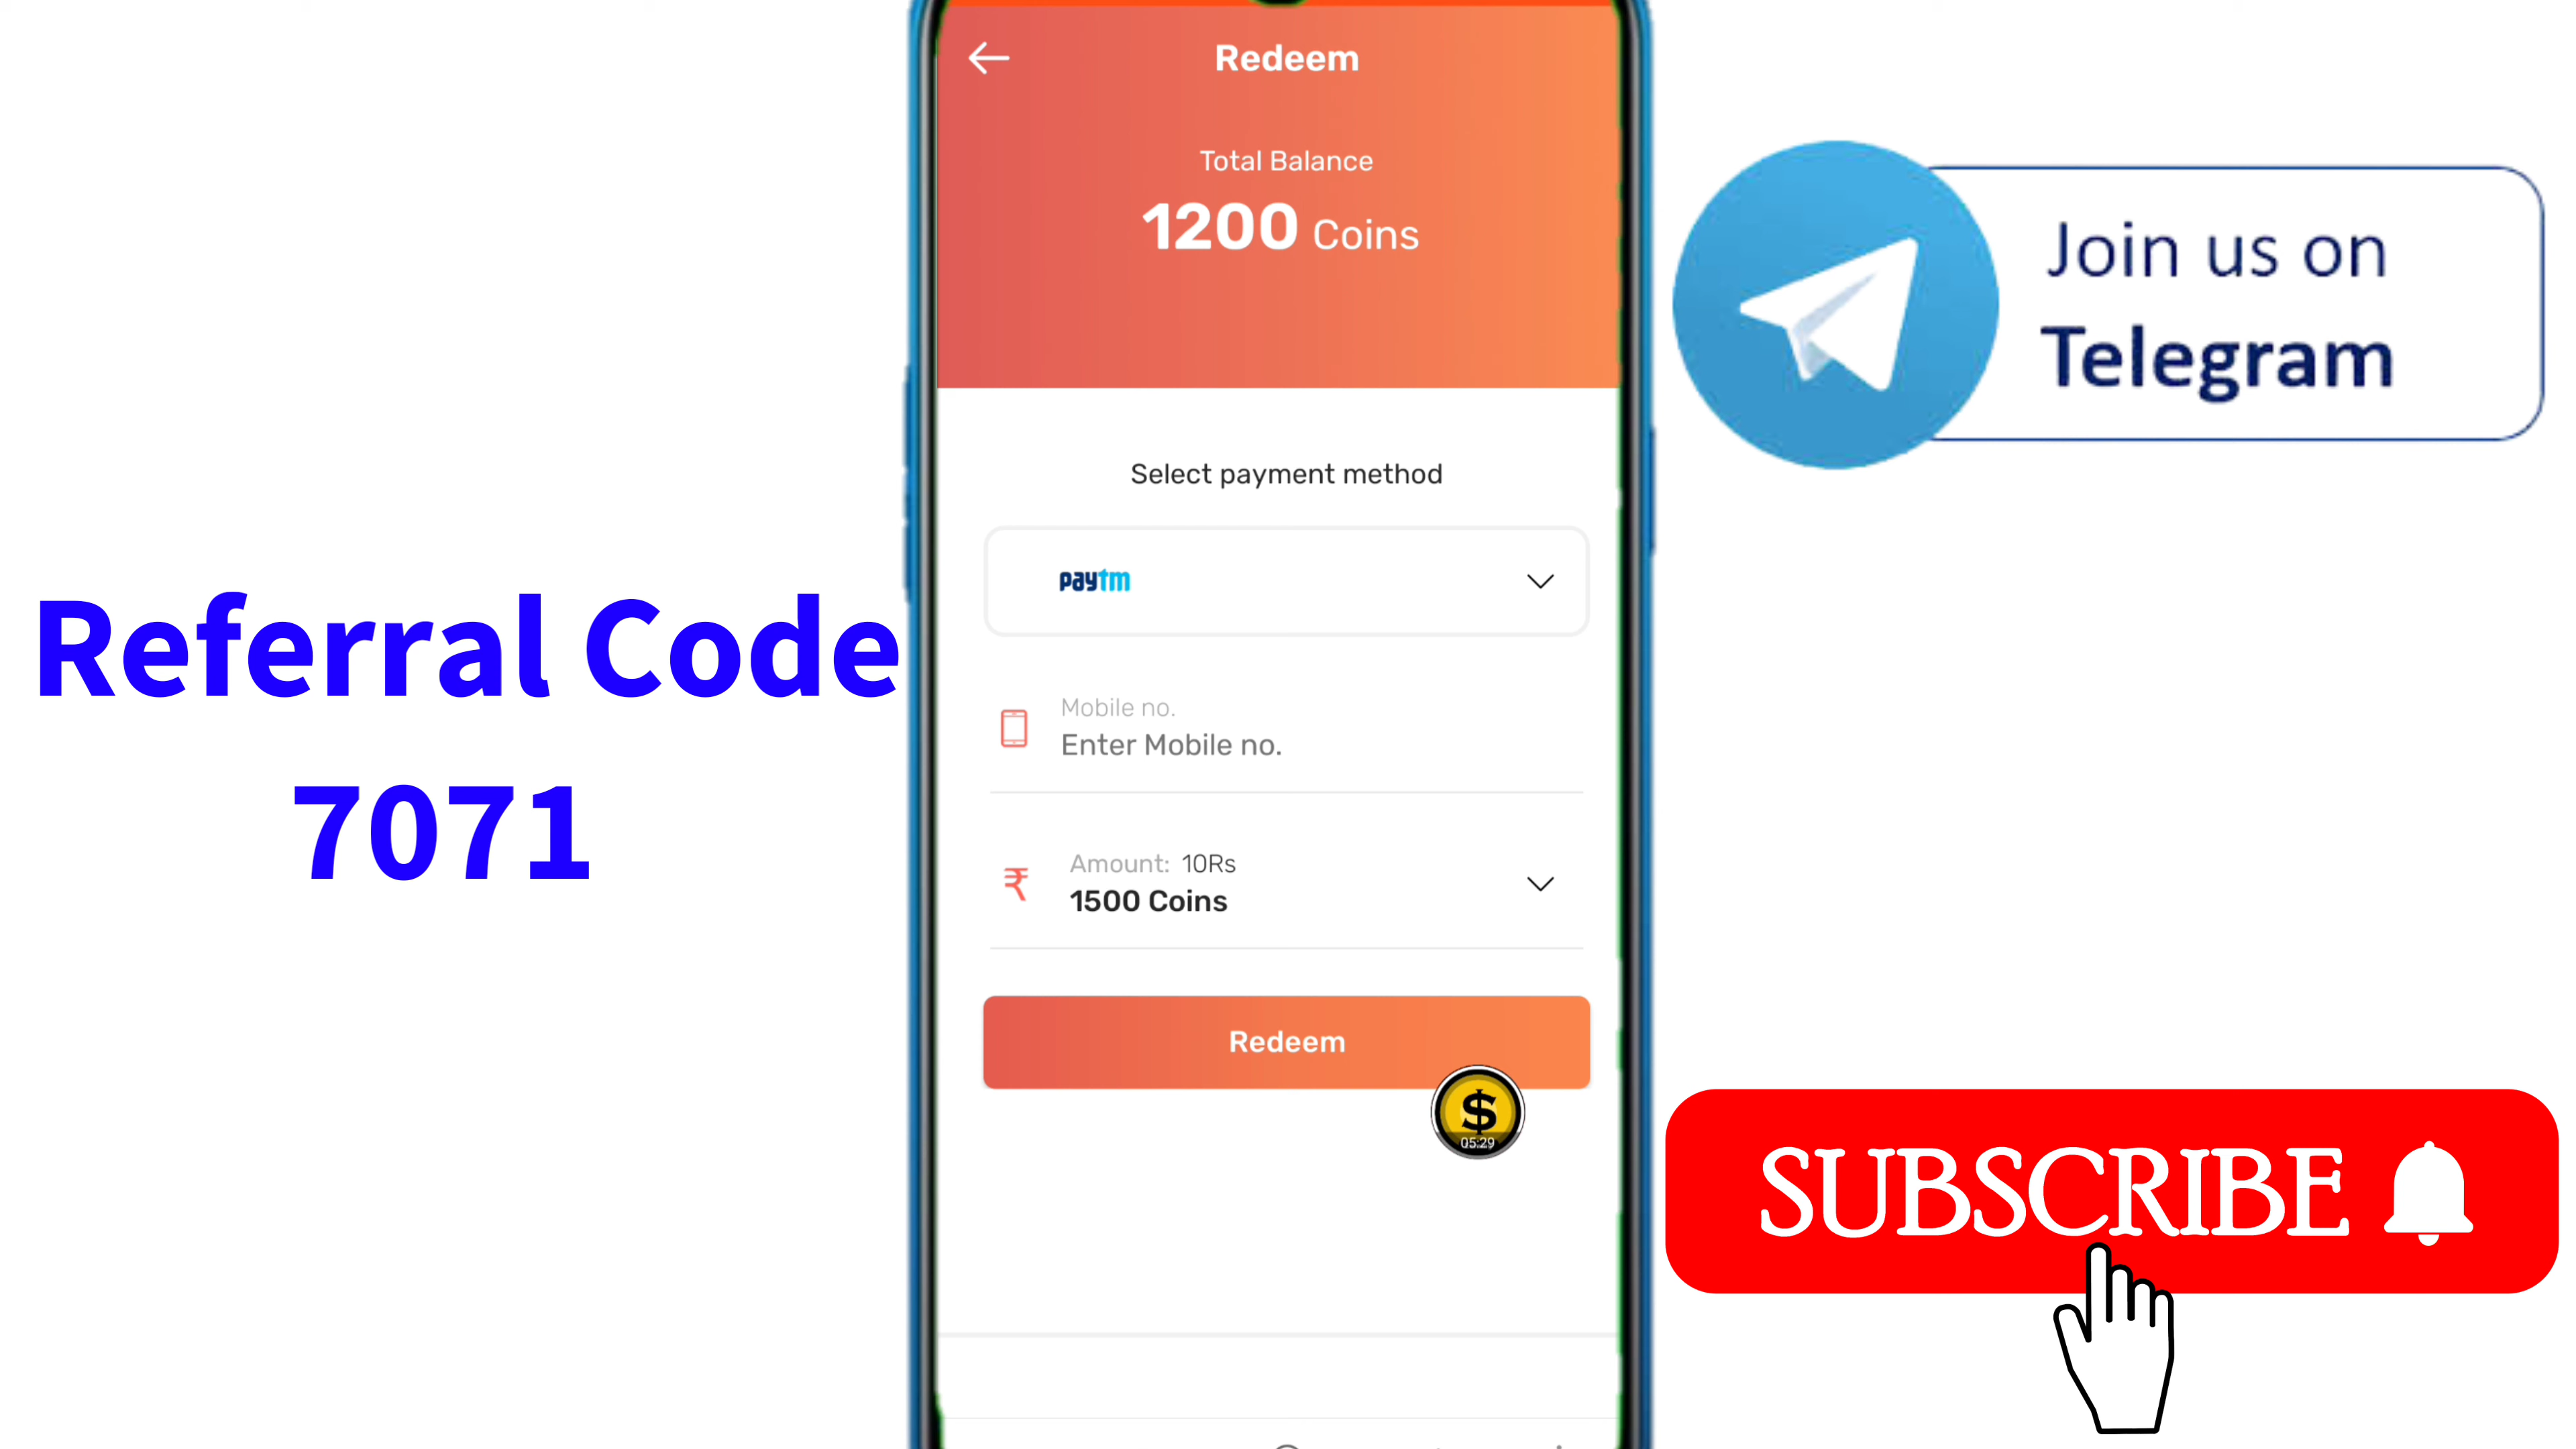 Referral Code
7071
Redeem
Total Balance
1200 Coins
Select payment method
paytm
Mobile no.
Enter Mobile no.
₹
Amount: 10Rs
1500 Coins
Redeem
$
05:29
Join us on
Telegram
SUBSCRIBE